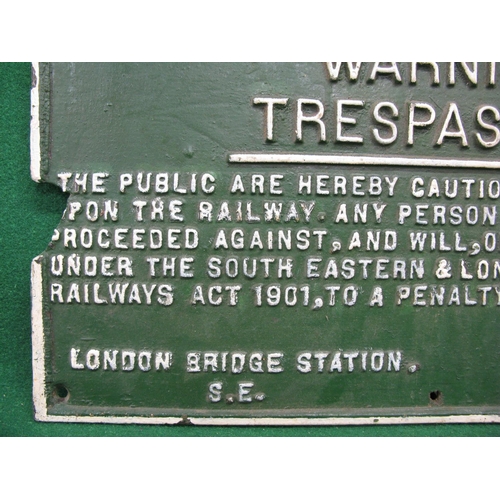 WARNI
TRESPAS
THE PUBLIC ARE HEREBY CAUTIO
UPON THE RAILWAY. ANY PERSON
PROCEEDED AGAINST, AND WILL, O
UNDER THE SOUTH EASTERN & LON
RAILWAYS ACT 1901, TO A PENALTY
LONDON BRIDGE STATION.
S.E.